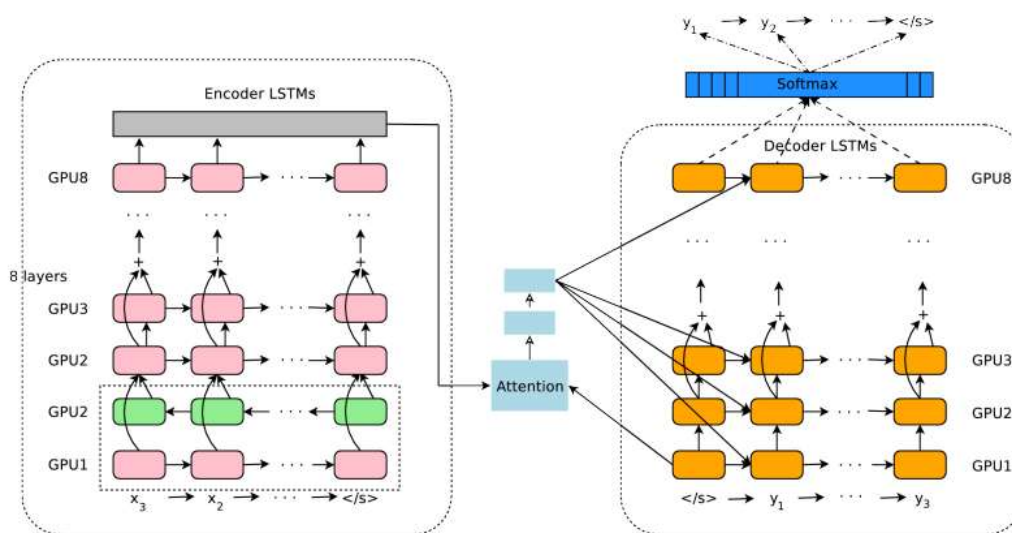 y1 y2 ... </s>
Softmax
Encoder LSTMs
Decoder LSTMs
GPU8 ... GPU8
... ... ... ... ... ...
+ + +
8 layers
+ + +
GPU3 ...
GPU3
GPU2 ... ...
GPU2
Attention
GPU2 ... ...
GPU1 ... ...
GPU1
x3 x2 ... </s>
</s> y1 ... y3